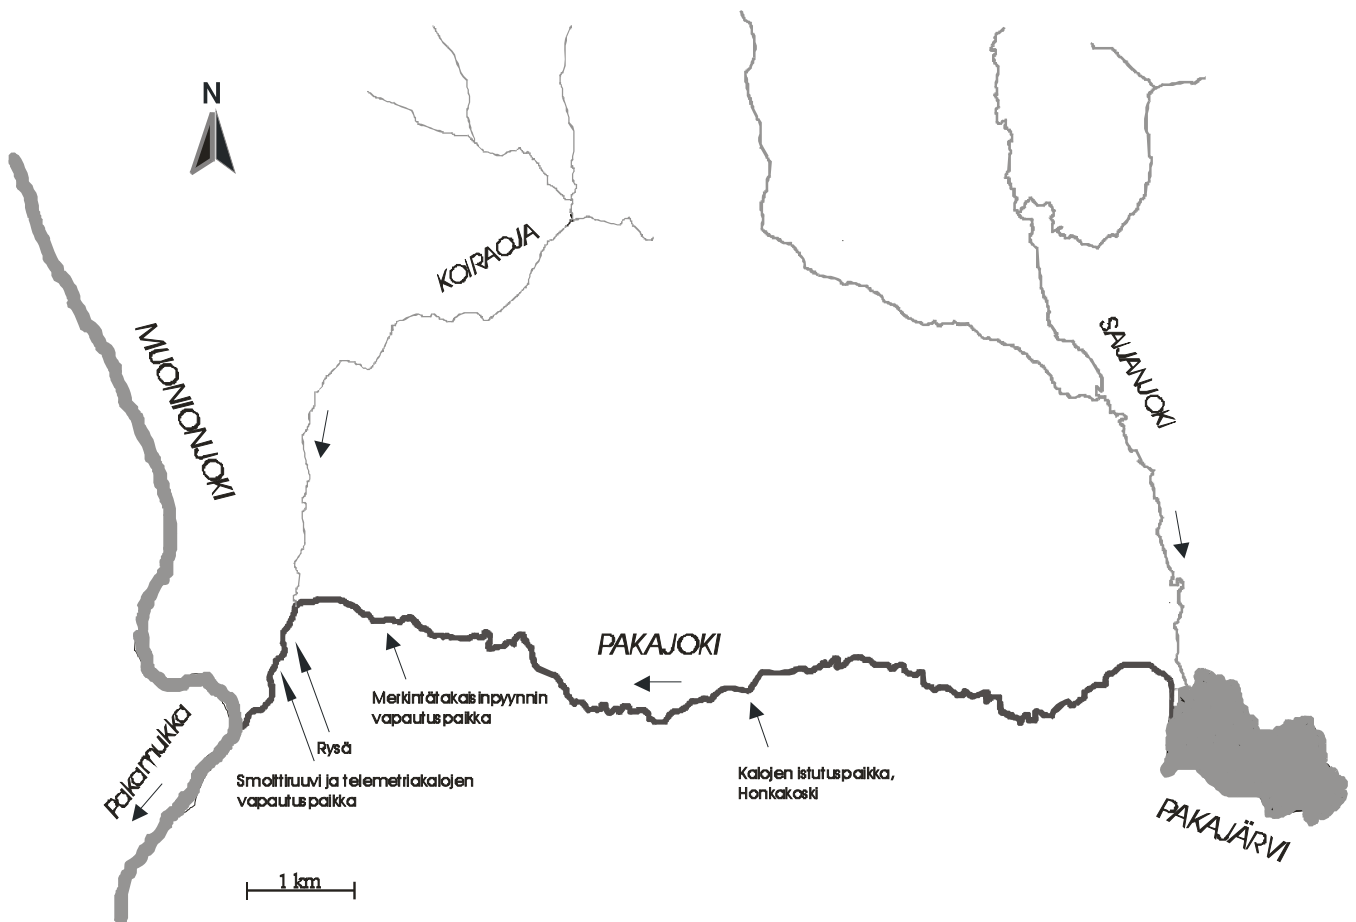 N
KOIRAOJA
MUONIONJOKI
SAIJANJOKI
PAKAJOKI
Merkintätakaisinpyynnin
vapautuspaikka
Pakamukka
Rysä
Smolttiruuvi ja telemetriakalojen
vapautuspaikka
Kalojen istutuspaikka,
Honkakoski
PAKAJÄRVI
1 km